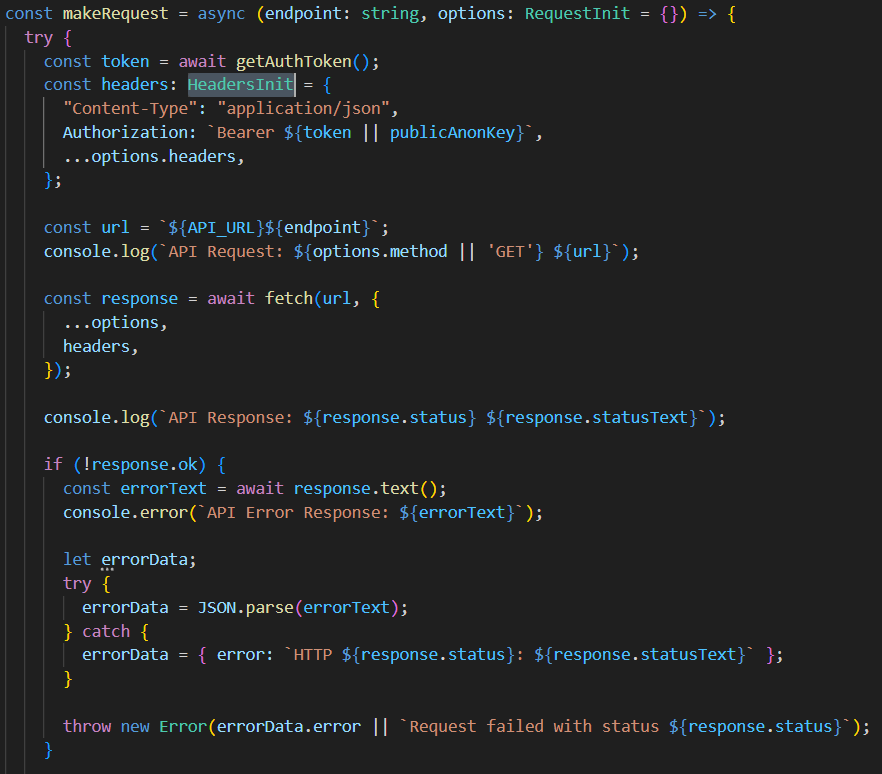 const makeRequest = async (endpoint: string, options: RequestInit = {}) => {
  try {
    const token = await getAuthToken();
    const headers: HeadersInit = {
      "Content-Type": "application/json",
      Authorization: `Bearer ${token || publicAnonKey}`,
      ...options.headers,
    };

    const url = `${API_URL}${endpoint}`;
    console.log(`API Request: ${options.method || 'GET'} ${url}`);

    const response = await fetch(url, {
      ...options,
      headers,
    });

    console.log(`API Response: ${response.status} ${response.statusText}`);

    if (!response.ok) {
      const errorText = await response.text();
      console.error(`API Error Response: ${errorText}`);

      let errorData;
      try {
        errorData = JSON.parse(errorText);
      } catch {
        errorData = { error: `HTTP ${response.status}: ${response.statusText}` };
      }

      throw new Error(errorData.error || `Request failed with status ${response.status}`);
    }